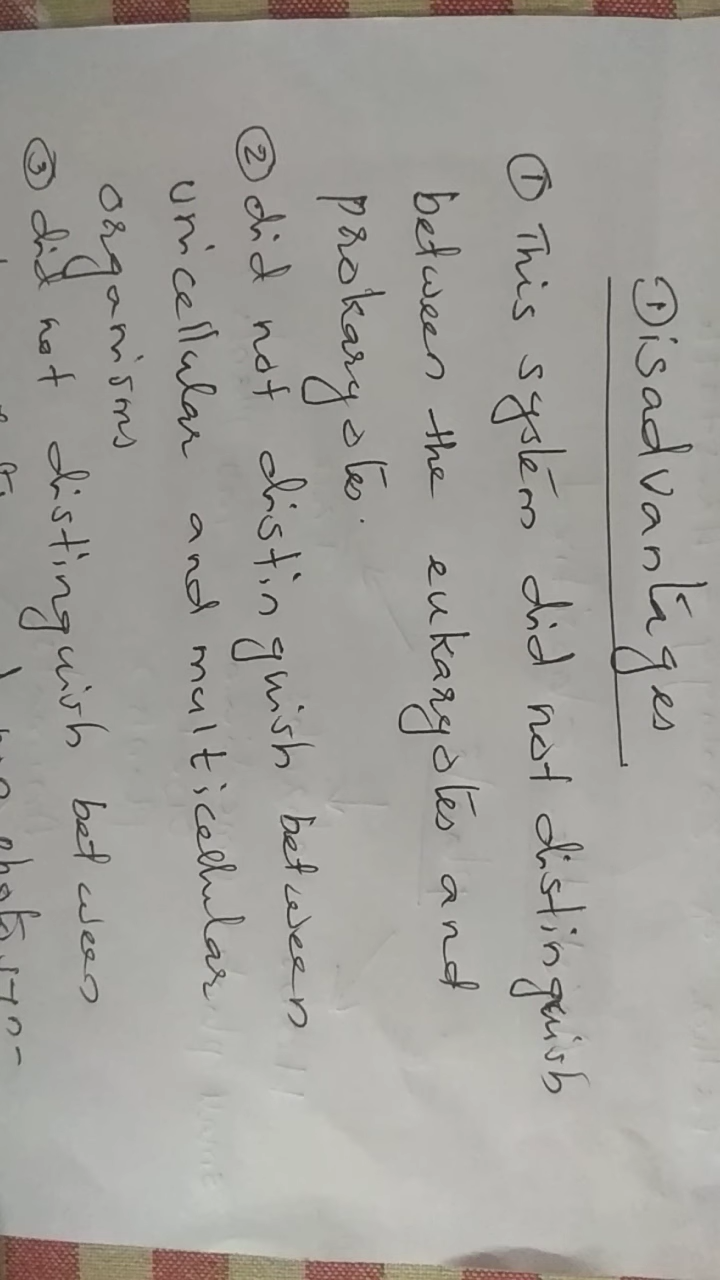 Disadvantages
① This system did not distinguish
between the eukaryotes and
prokaryotes.
② did not distinguish between
unicellular and multicellular
organisms
③ did not distinguish between